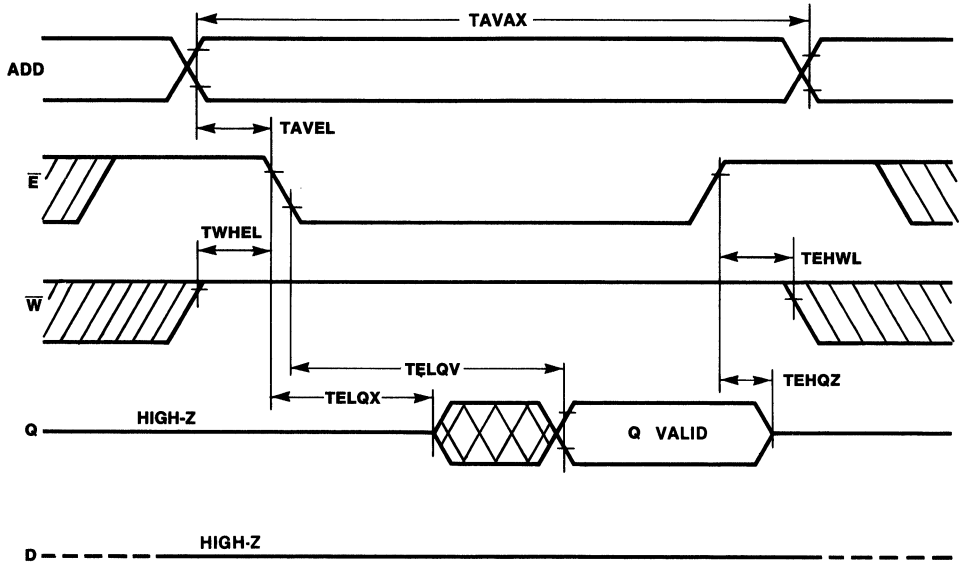 TAVAX
ADD
TAVEL
E̅
TWHEL
TEHWL
W̅
TELQV
TEHQZ
TELQX
HIGH-Z
Q
Q VALID
HIGH-Z
D